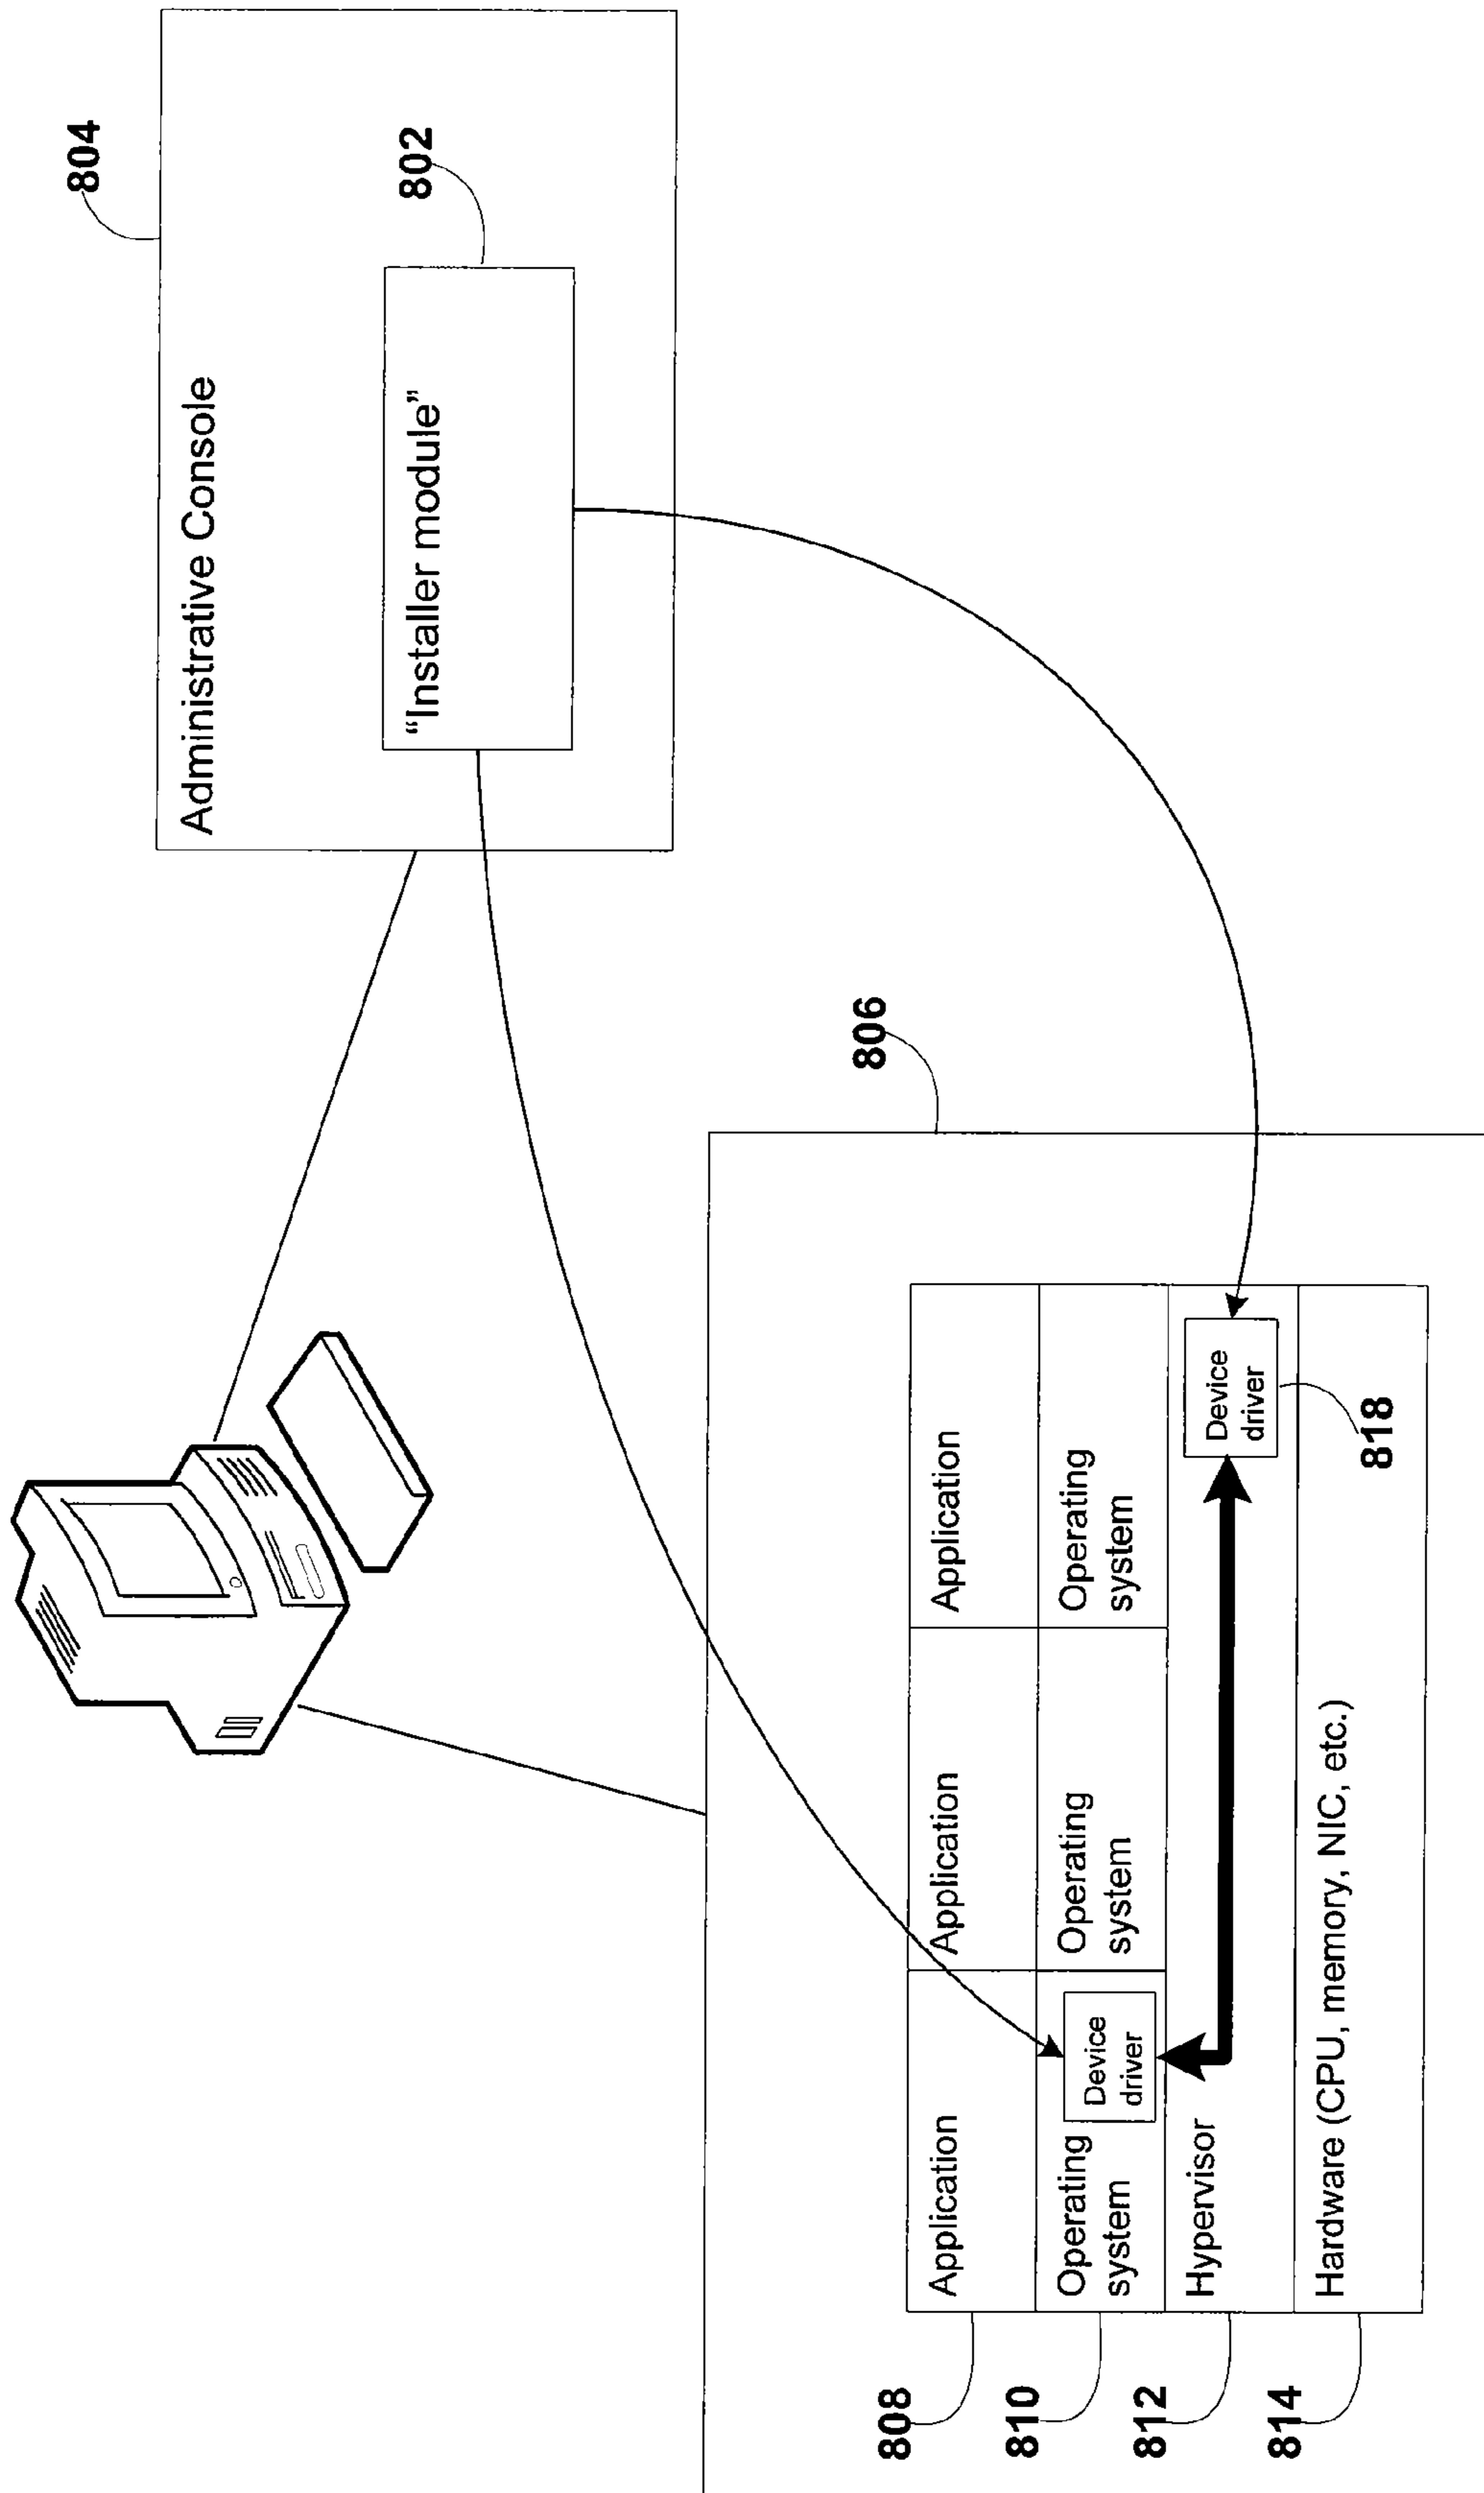 804
Administrative Console
802
“Installer module”
806
808
Application
Application
Application
810
Operating
system
Device
driver
Operating
system
Operating
system
812
Hypervisor
Device
driver
818
814
Hardware (CPU, memory, NIC, etc.)